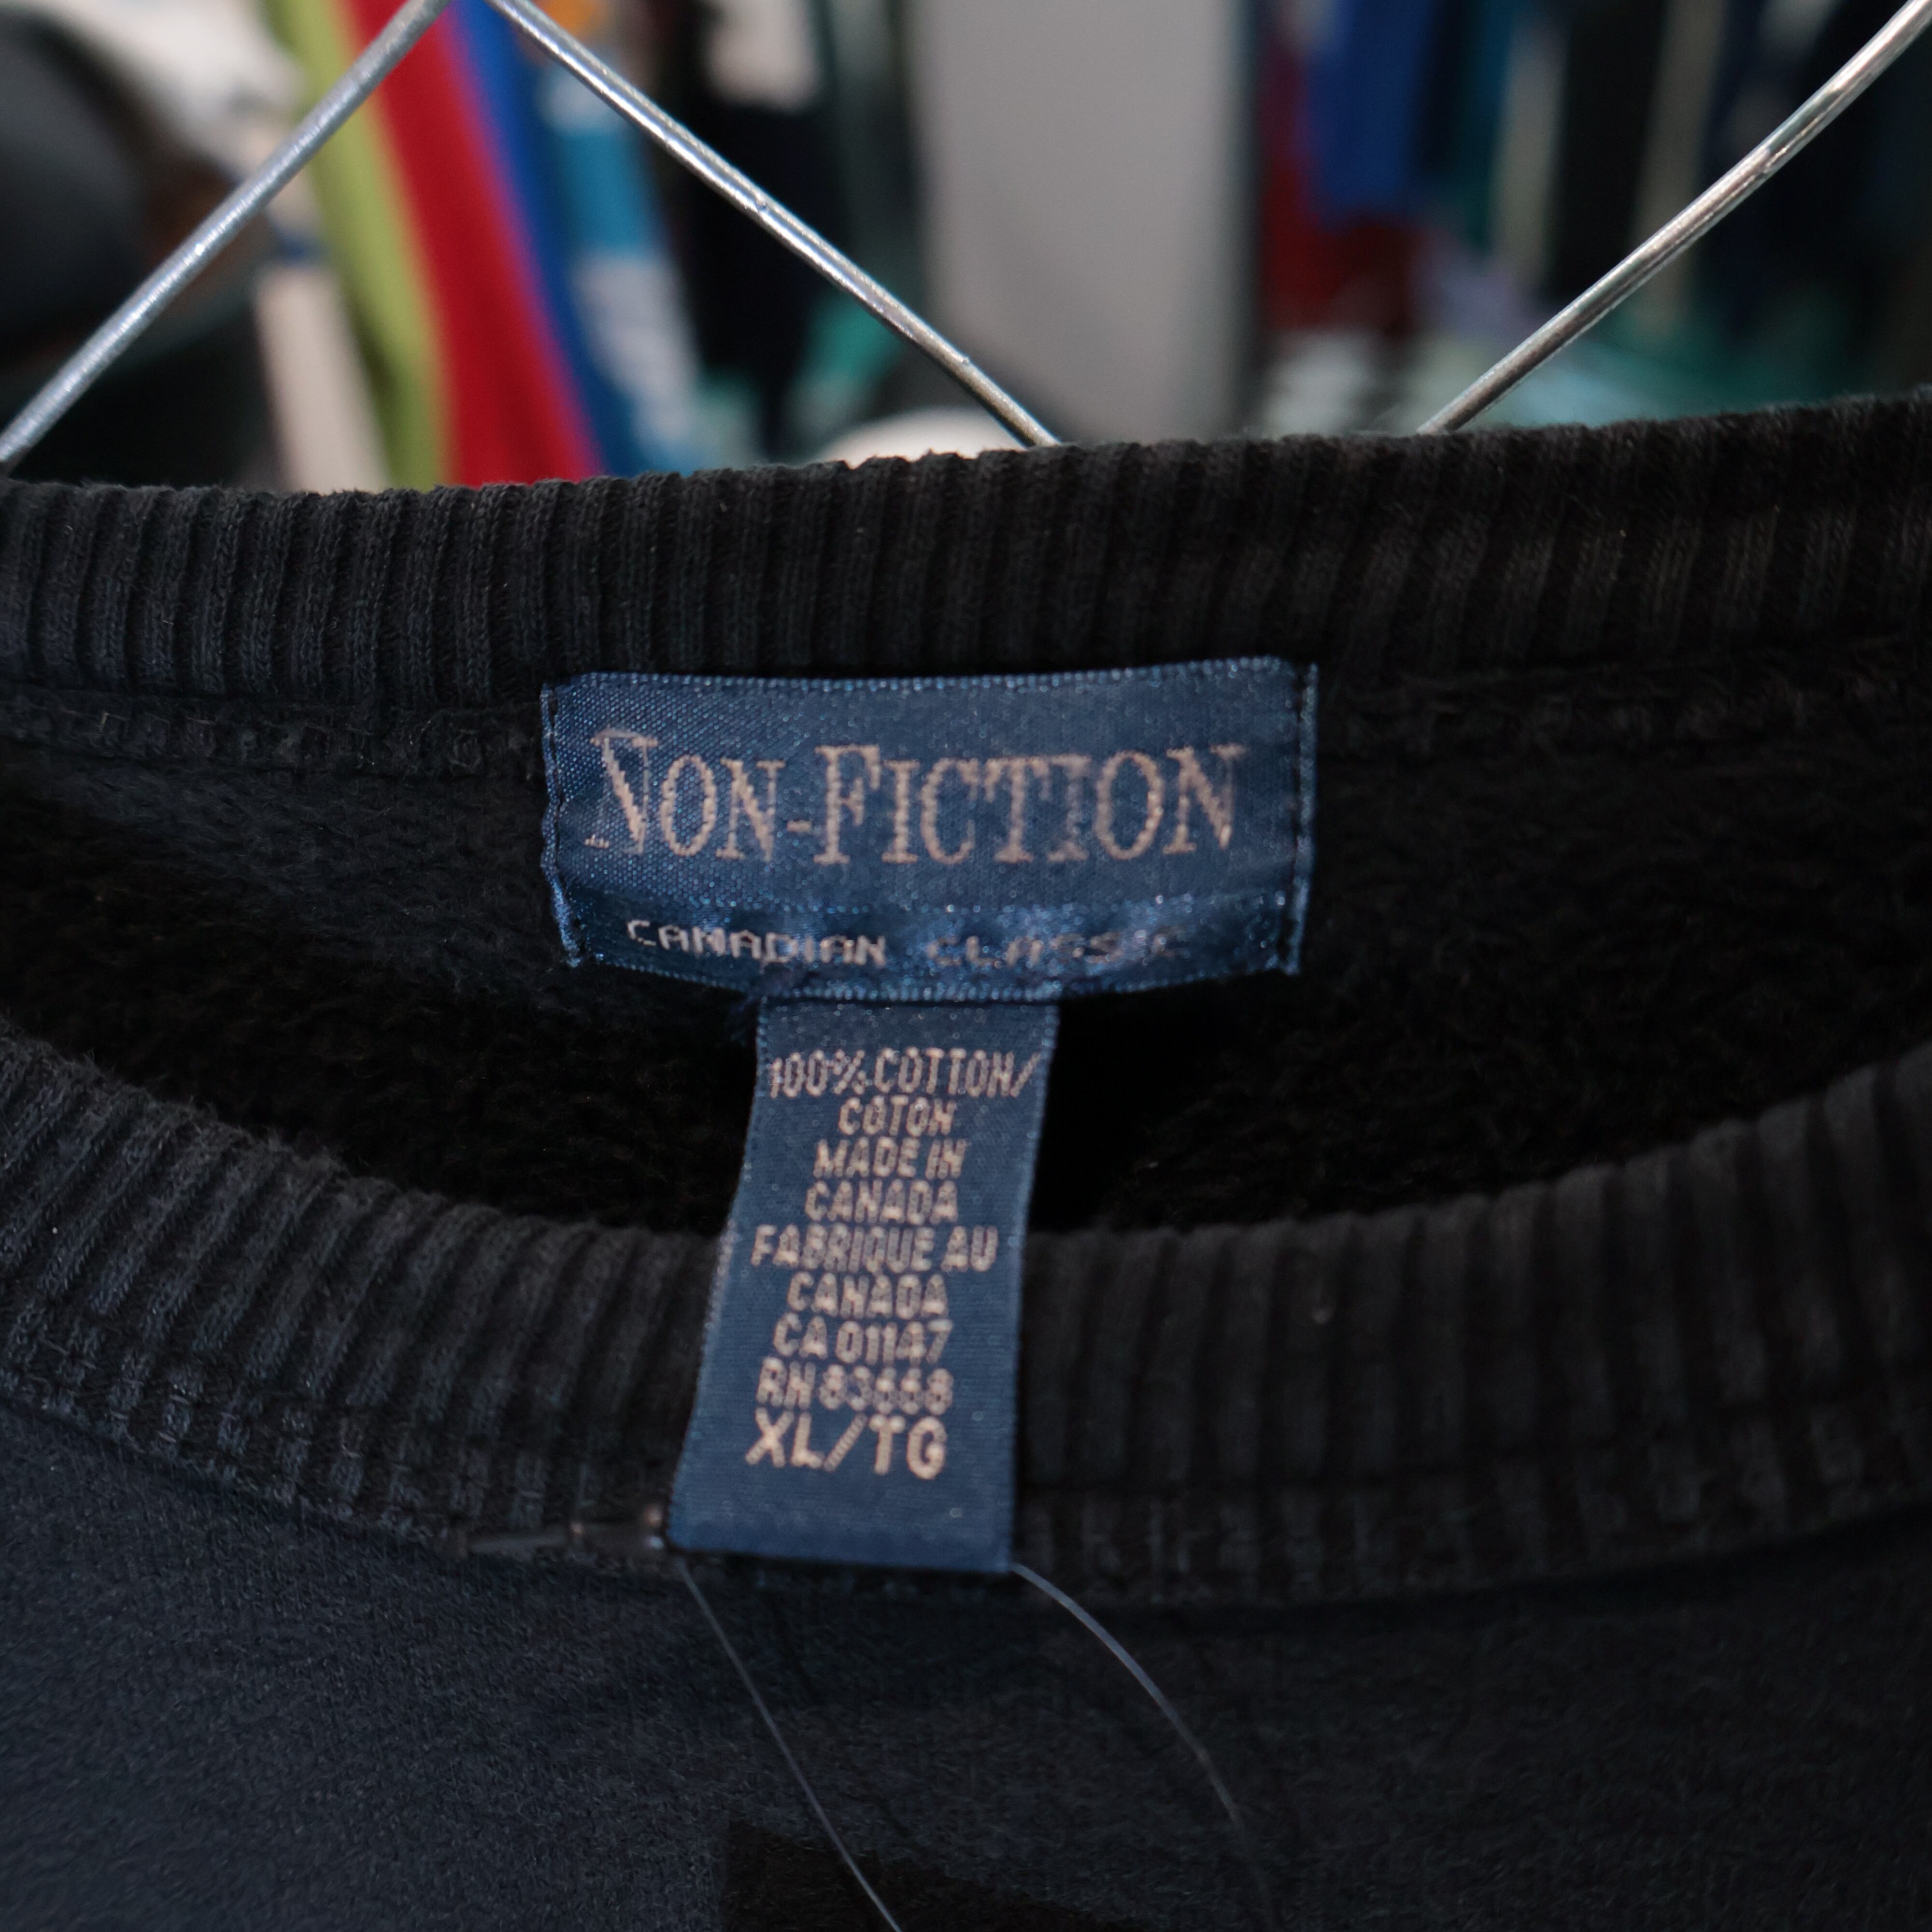 NON-FICTION
CANADIAN CLASSIC
100% COTTON/
COTON
MADE IN
CANADA
FABRIQUE AU
CANADA
CA 01147
RN 83668
XL/TG